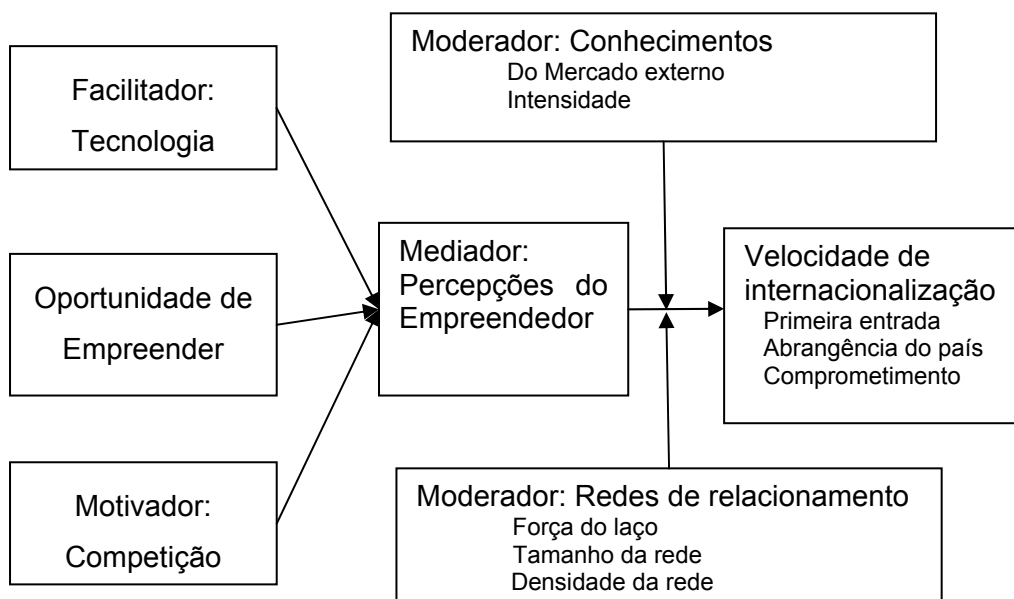 Facilitador:
Tecnologia
Oportunidade de
Empreender
Motivador:
Competição
Moderador: Conhecimentos
Do Mercado externo
Intensidade
Mediador:
Percepções do
Empreendedor
Velocidade de
internacionalização
Primeira entrada
Abrangência do país
Comprometimento
Moderador: Redes de relacionamento
Força do laço
Tamanho da rede
Densidade da rede